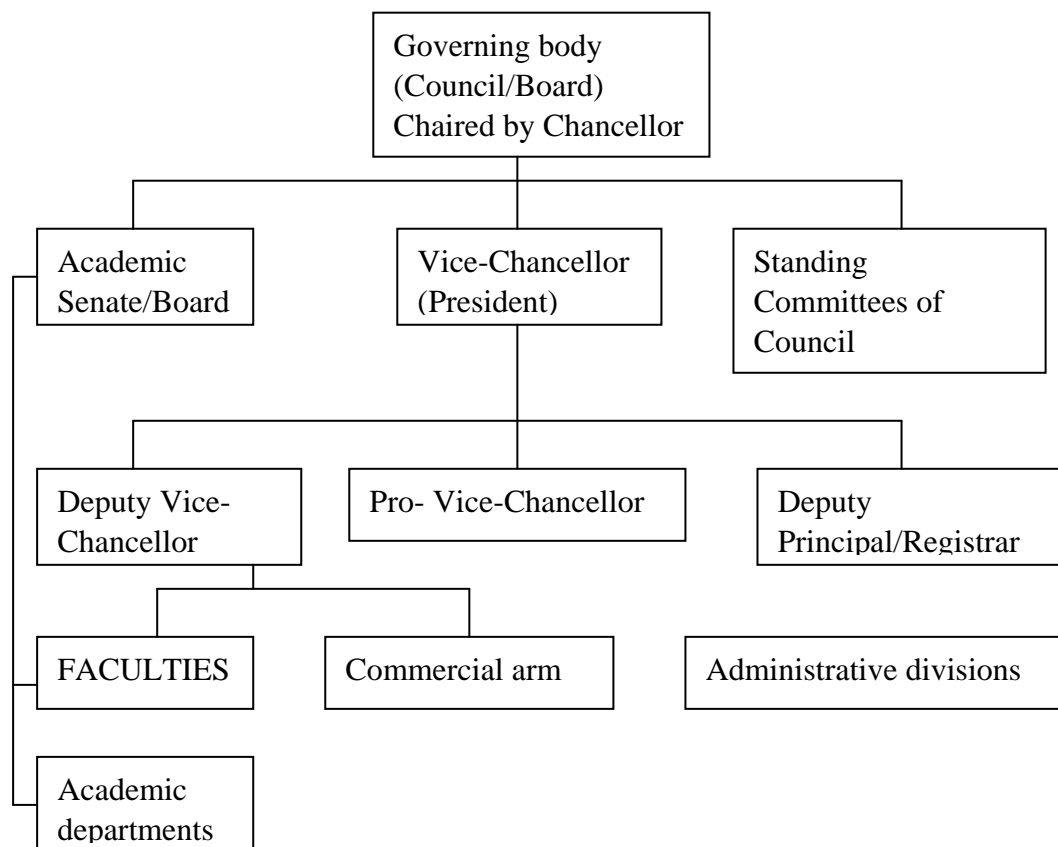 Governing body
(Council/Board)
Chaired by Chancellor
Academic
Senate/Board
Vice-Chancellor
(President)
Standing
Committees of
Council
Deputy Vice-
Chancellor
Pro- Vice-Chancellor
Deputy
Principal/Registrar
FACULTIES
Commercial arm
Administrative divisions
Academic
departments